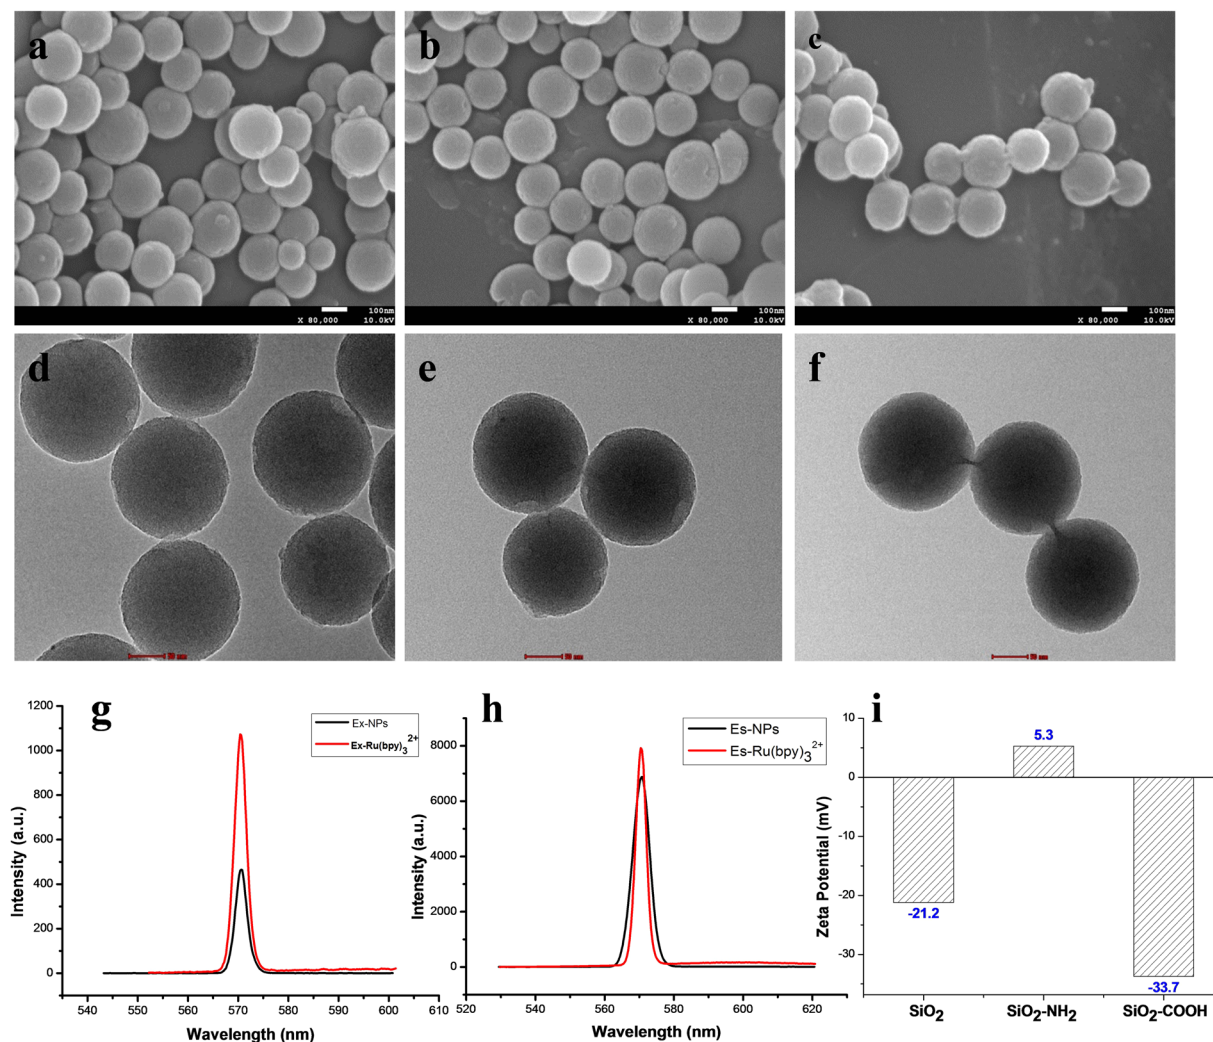 a
b
c
100nm
X 80,000 10.0kV
100nm
X 80,000 10.0kV
100nm
X 80,000 10.0kV
d
e
f
g
1200
1000
800
600
400
200
0
540 550 560 570 580 590 600 610
Intensity (a.u.)
Wavelength (nm)
Ex-NPs
Ex-Ru(bpy)₃²⁺
h
8000
6000
4000
2000
0
520 540 560 580 600 620
Intensity (a.u.)
Wavelength (nm)
Es-NPs
Es-Ru(bpy)₃²⁺
i
10
0
-10
-20
-30
Zeta Potential (mV)
5.3
-21.2
-33.7
SiO₂ SiO₂-NH₂ SiO₂-COOH